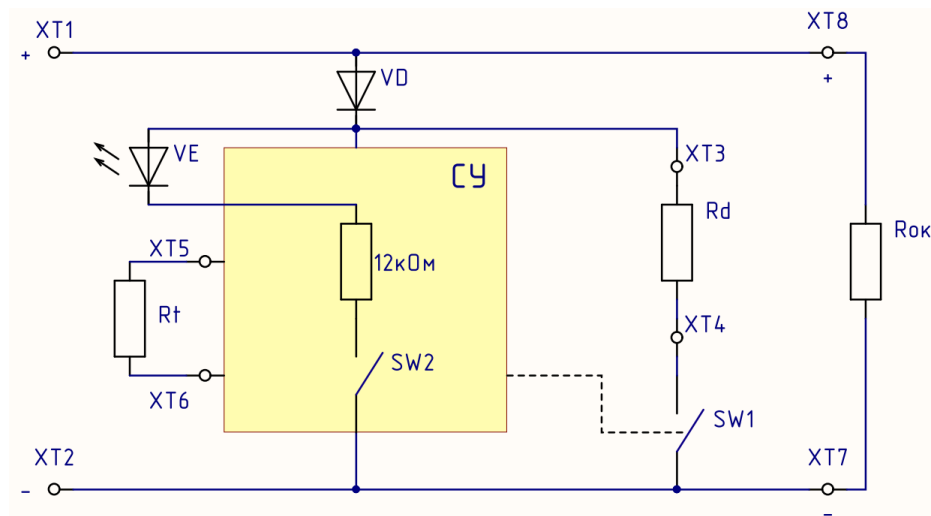 XT1
XT8
+
+
VD
VE
XT3
СУ
Rd
Rок
XT5
12кОм
Rt
XT4
SW2
XT6
SW1
XT2
XT7
-
-